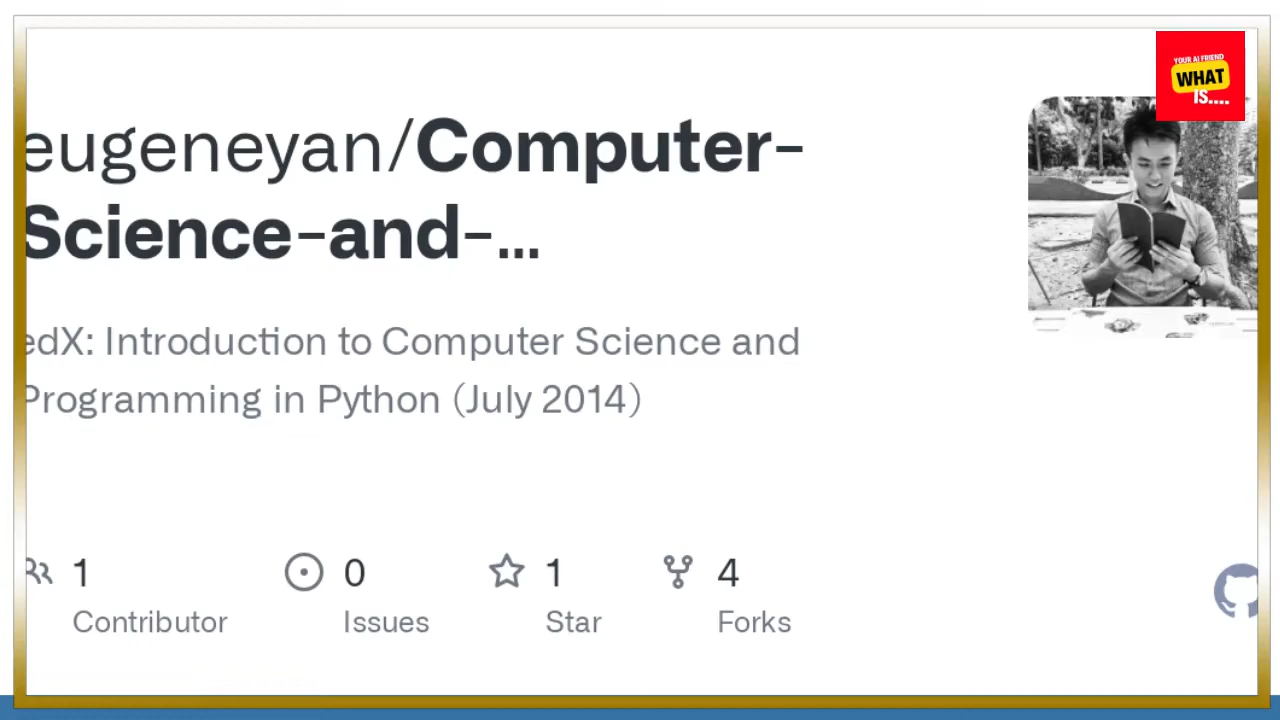 YOUR AI FRIEND
WHAT
IS....
eugeneyan/Computer-
Science-and-...
edX: Introduction to Computer Science and
Programming in Python (July 2014)
1
Contributor
0
Issues
1
Star
4
Forks